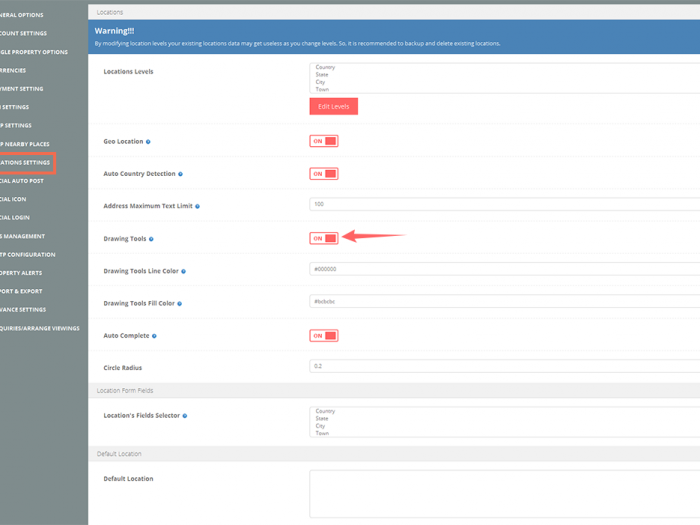 NERAL OPTIONS
COUNT SETTINGS
GLE PROPERTY OPTIONS
RRENCIES
YMENT SETTING
SETTINGS
P SETTINGS
P NEARBY PLACES
ATIONS SETTINGS
CIAL AUTO POST
CIAL ICON
CIAL LOGIN
S MANAGEMENT
TP CONFIGURATION
OPERTY ALERTS
PORT & EXPORT
VANCE SETTINGS
QUIRIES/ARRANGE VIEWINGS
Locations
Warning!!!
By modifying location levels your existing locations data may get useless as you change levels. So, it is recommended to backup and delete existing locations.
Locations Levels
Country
State
City
Town
Edit Levels
Geo Location
ON
Auto Country Detection
ON
Address Maximum Text Limit
100
Drawing Tools
ON
Drawing Tools Line Color
#000000
Drawing Tools Fill Color
#bcbcbc
Auto Complete
ON
Circle Radius
0.2
Location Form Fields
Location's Fields Selector
Country
State
City
Town
Default Location
Default Location